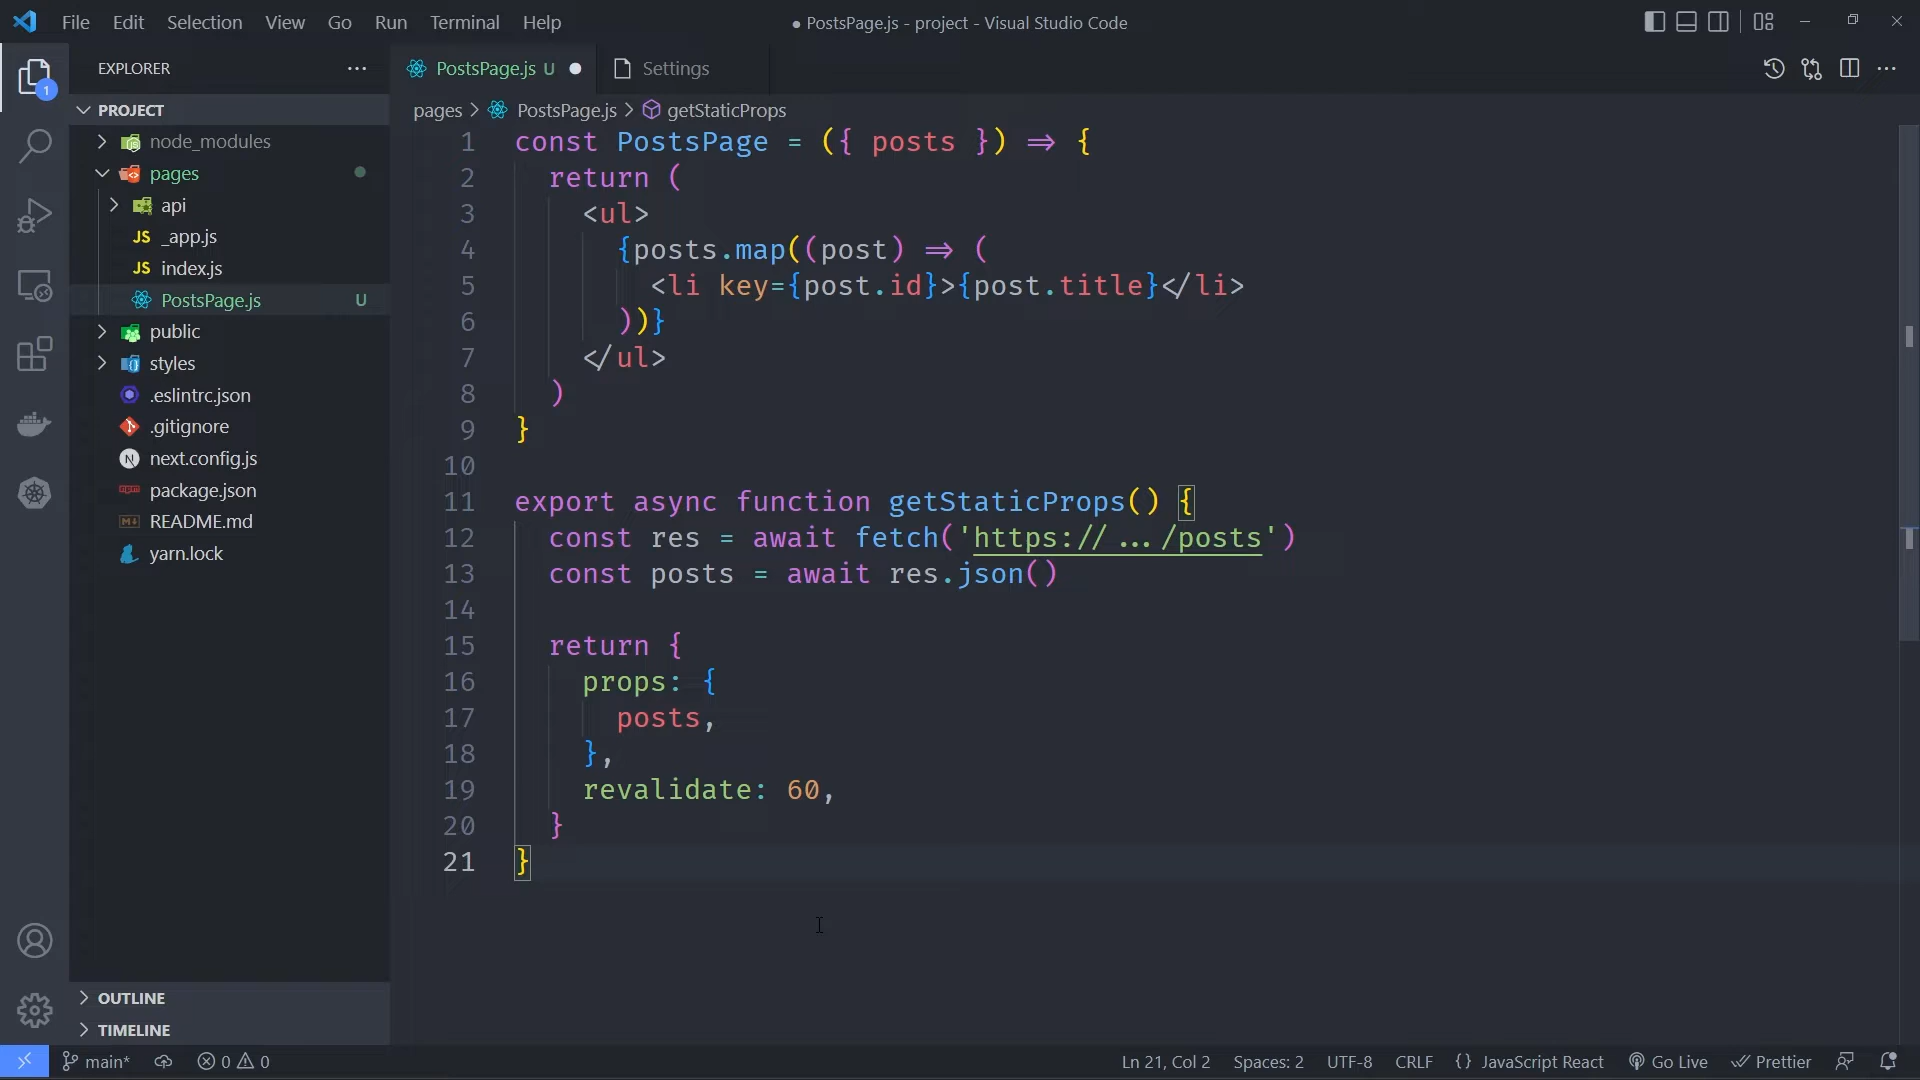 File Edit Selection View Go Run Terminal Help
● PostsPage.js - project - Visual Studio Code
EXPLORER
PROJECT
node_modules
pages
api
JS _app.js
JS index.js
PostsPage.js U
public
styles
.eslintrc.json
.gitignore
next.config.js
package.json
README.md
yarn.lock
OUTLINE
TIMELINE
1
PostsPage.js U ●
Settings
pages > PostsPage.js > getStaticProps
1 const PostsPage = ({ posts }) => {
2 return (
3 <ul>
4 {posts.map((post) => (
5 <li key={post.id}>{post.title}</li>
6 ))}
7 </ul>
8 )
9 }
10
11 export async function getStaticProps() {
12 const res = await fetch('https://.../posts')
13 const posts = await res.json()
14
15 return {
16 props: {
17 posts,
18 },
19 revalidate: 60,
20 }
21 }
main* 0 0 Ln 21, Col 2 Spaces: 2 UTF-8 CRLF {} JavaScript React Go Live Prettier